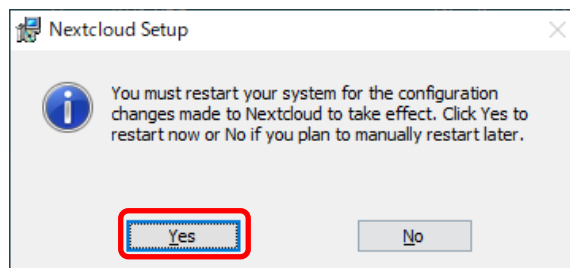 Nextcloud Setup
You must restart your system for the configuration
changes made to Nextcloud to take effect. Click Yes to
restart now or No if you plan to manually restart later.
Yes No